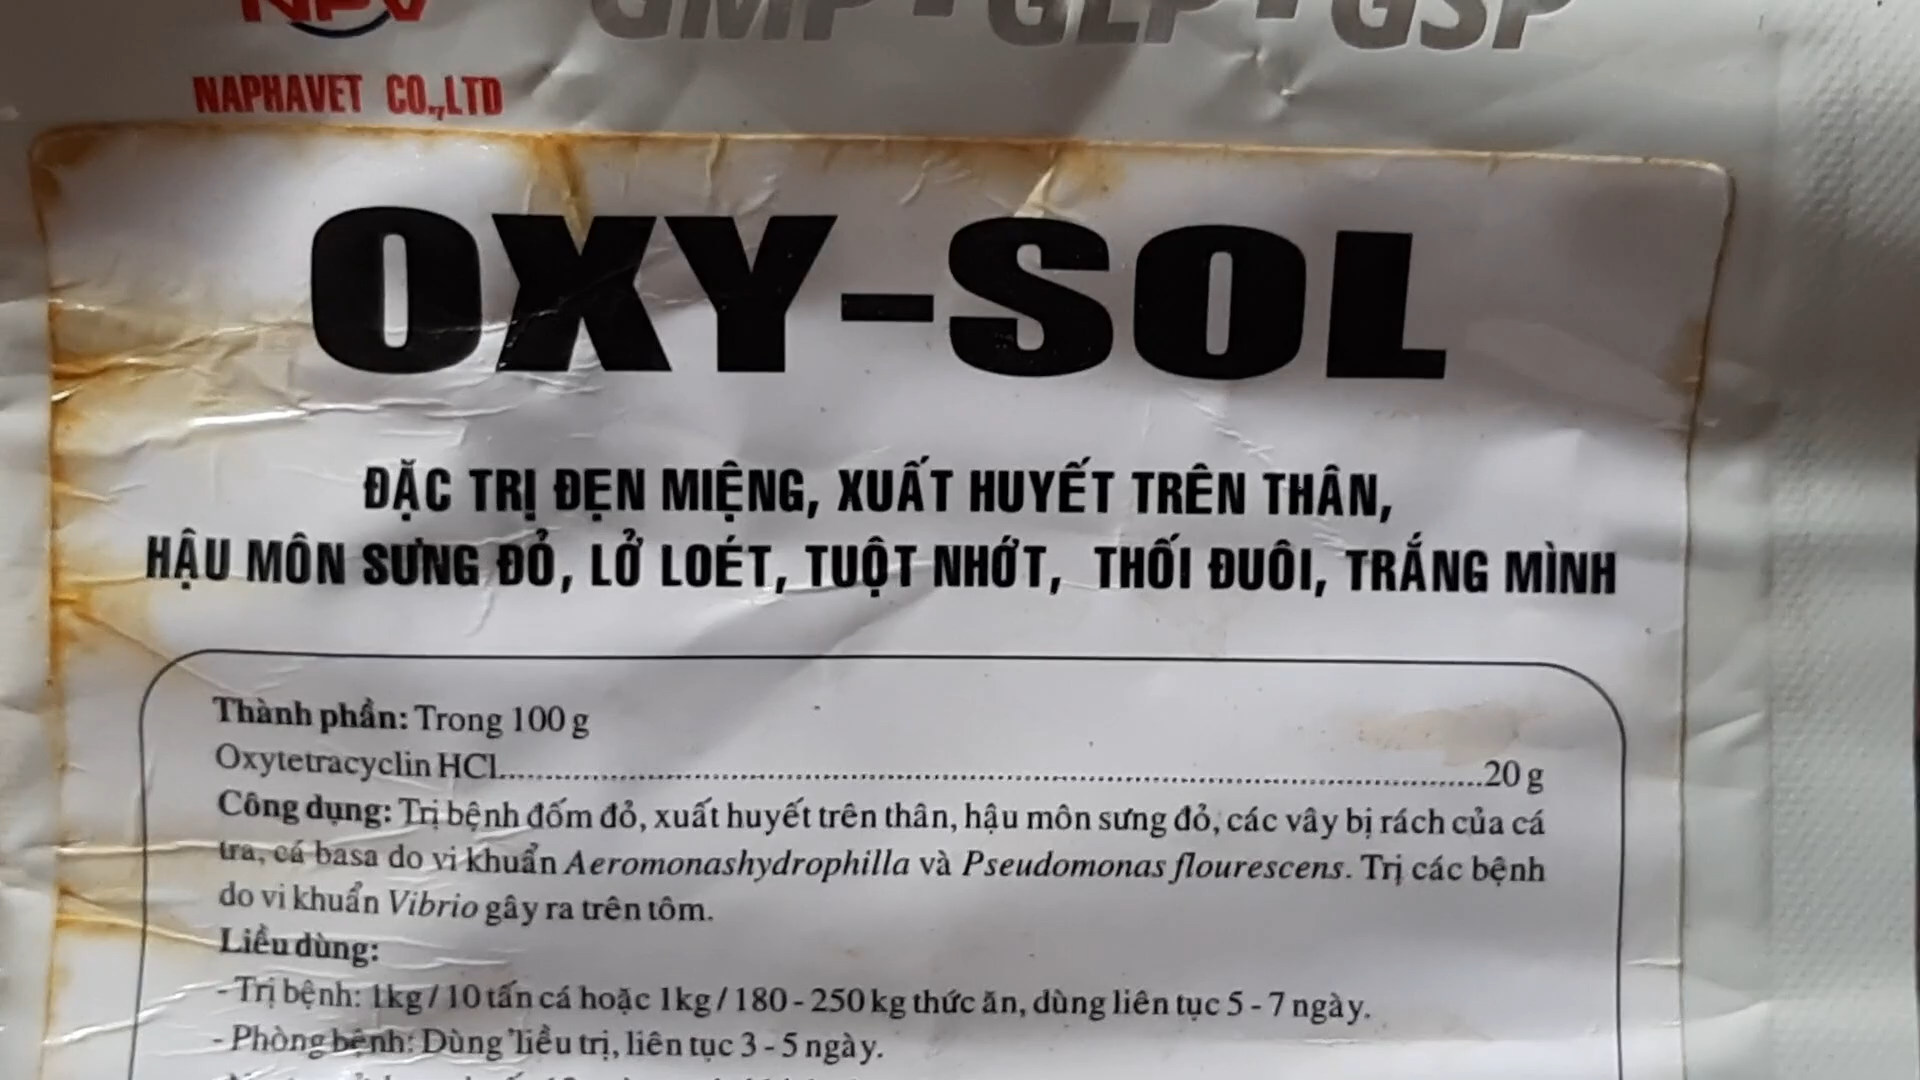 NPV
GMP - GLP - GSP
NAPHAVET CO.,LTD
OXY-SOL
ĐẶC TRỊ ĐẸN MIỆNG, XUẤT HUYẾT TRÊN THÂN,
HẬU MÔN SƯNG ĐỎ, LỞ LOÉT, TUỘT NHỚT, THỐI ĐUÔI, TRẮNG MÌNH
Thành phần: Trong 100 g
Oxytetracyclin HCl........................................................20 g
Công dụng: Trị bệnh đốm đỏ, xuất huyết trên thân, hậu môn sưng đỏ, các vây bị rách của cá
tra, cá basa do vi khuẩn Aeromonashydrophilla và Pseudomonas flourescens. Trị các bệnh
do vi khuẩn Vibrio gây ra trên tôm.
Liều dùng:
- Trị bệnh: 1kg / 10 tấn cá hoặc 1kg / 180 - 250 kg thức ăn, dùng liên tục 5 - 7 ngày.
- Phòng bệnh: Dùng liều trị, liên tục 3 - 5 ngày.